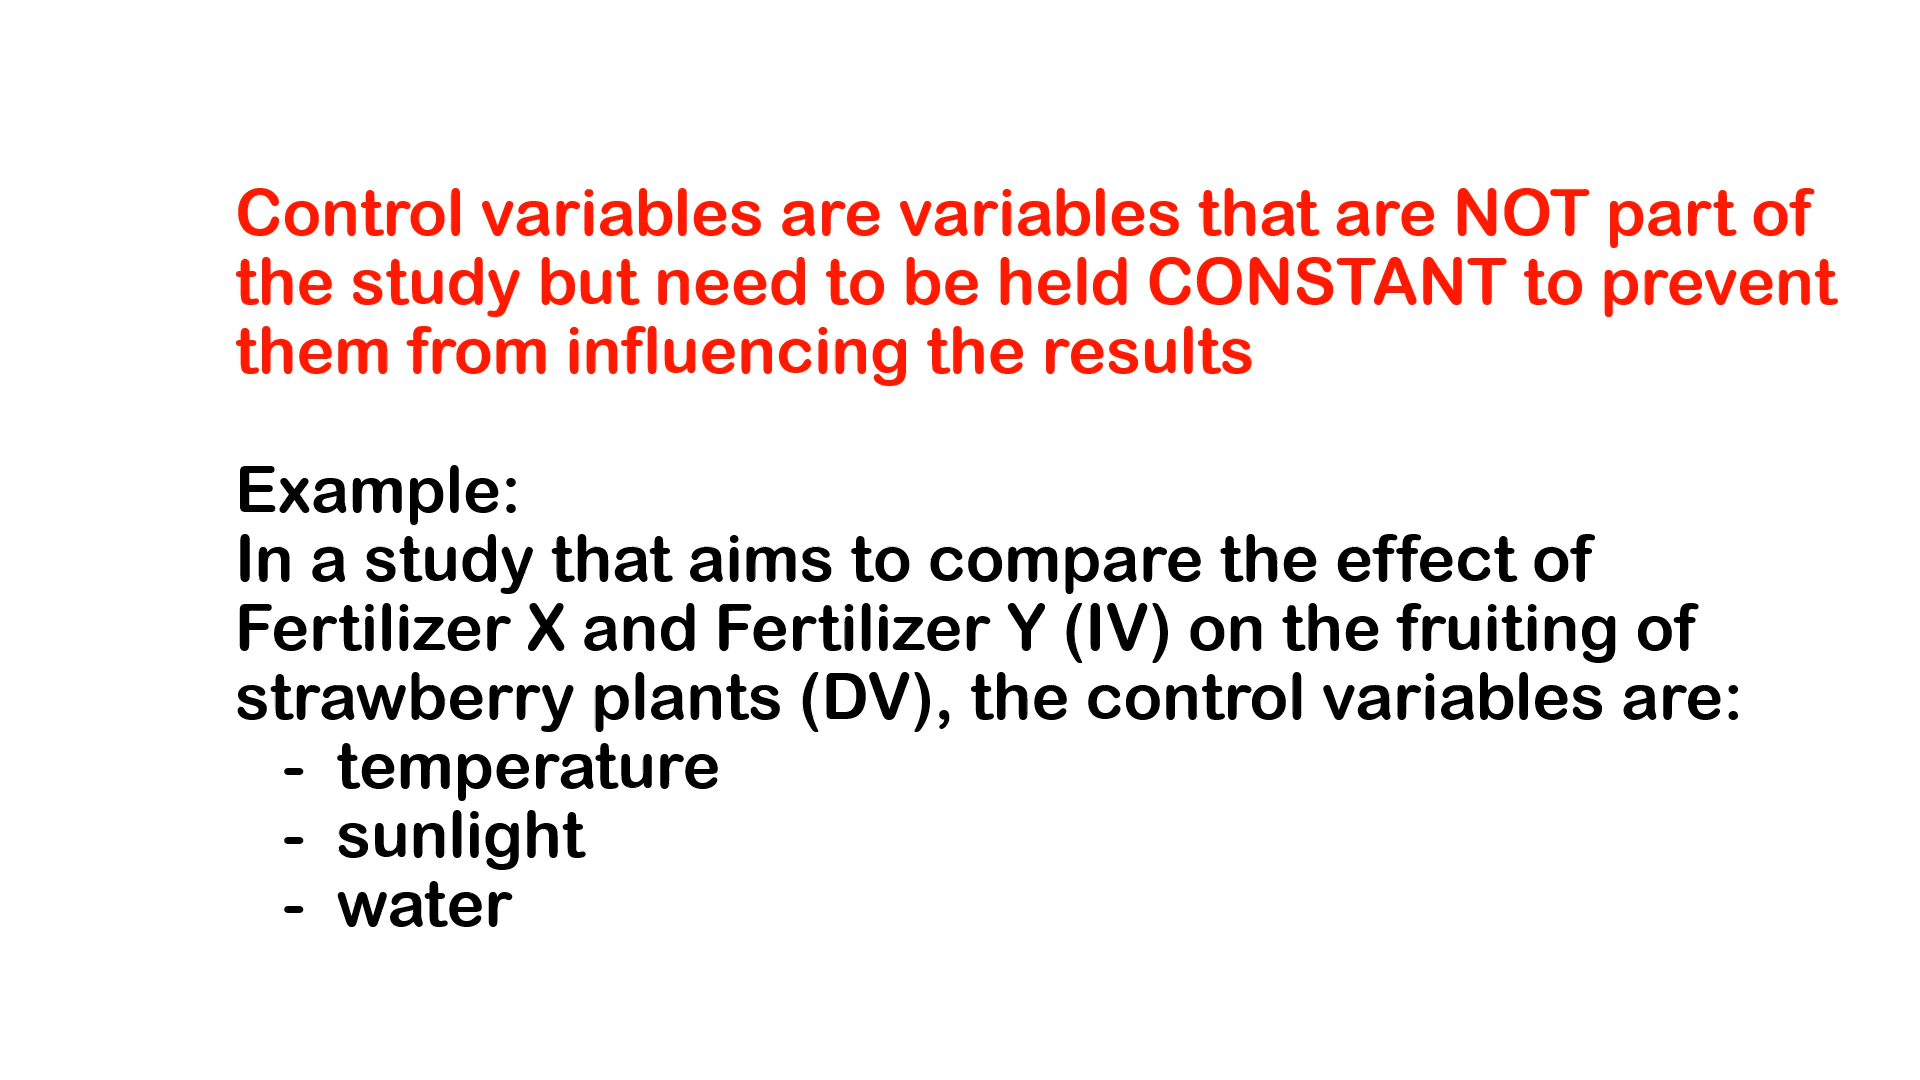 Control variables are variables that are NOT part of
the study but need to be held CONSTANT to prevent
them from influencing the results
Example:
In a study that aims to compare the effect of
Fertilizer X and Fertilizer Y (IV) on the fruiting of
strawberry plants (DV), the control variables are:
- temperature
- sunlight
- water